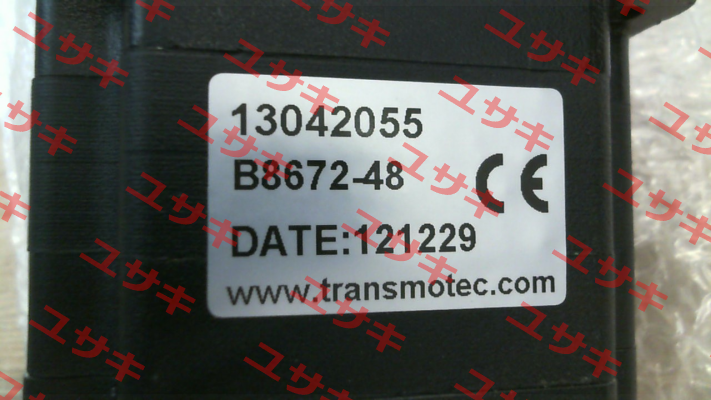 13042055
B8672-48
CE
DATE:121229
www.transmotec.com
ユサキ